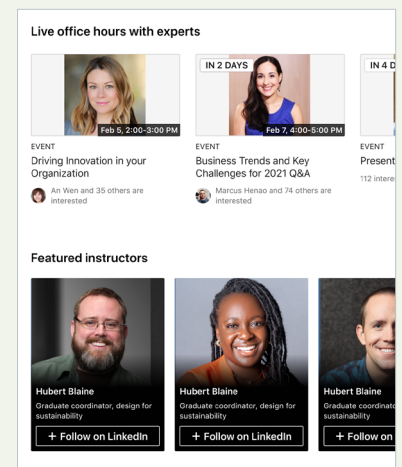 Live office hours with experts
IN 2 DAYS
IN 4 D
Feb 5, 2:00-3:00 PM
Feb 7, 4:00-5:00 PM
EVENT
Driving Innovation in your
Organization
An Wen and 35 others are
interested
EVENT
Business Trends and Key
Challenges for 2021 Q&A
Marcus Henao and 74 others are
interested
EVENT
Present
112 intere
Featured instructors
Hubert Blaine
Graduate coordinator, design for
sustainability
+ Follow on LinkedIn
Hubert Blaine
Graduate coordinator, design for
sustainability
+ Follow on LinkedIn
Hubert Blaine
Graduate coordinat
sustainability
+ Follow on